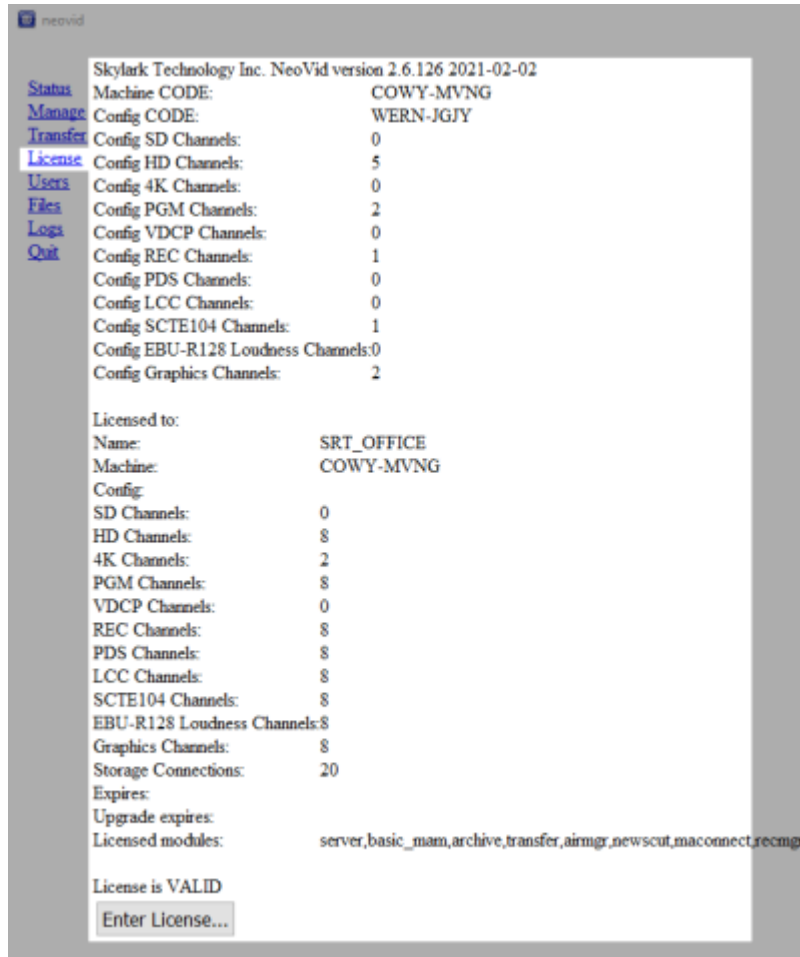 neovid
Status
Manage
Transfer
License
Users
Files
Logs
Quit
Skylark Technology Inc. NeoVid version 2.6.126 2021-02-02
Machine CODE: COWY-MVNG
Config CODE: WERN-JGJY
Config SD Channels: 0
Config HD Channels: 5
Config 4K Channels: 0
Config PGM Channels: 2
Config VDCP Channels: 0
Config REC Channels: 1
Config PDS Channels: 0
Config LCC Channels: 0
Config SCTE104 Channels: 1
Config EBU-R128 Loudness Channels:0
Config Graphics Channels: 2
Licensed to:
Name: SRT_OFFICE
Machine: COWY-MVNG
Config:
SD Channels: 0
HD Channels: 8
4K Channels: 2
PGM Channels: 8
VDCP Channels: 0
REC Channels: 8
PDS Channels: 8
LCC Channels: 8
SCTE104 Channels: 8
EBU-R128 Loudness Channels:8
Graphics Channels: 8
Storage Connections: 20
Expires:
Upgrade expires:
Licensed modules: server,basic_mam,archive,transfer,airmgr,newscut,maconnect,recmgr
License is VALID
Enter License...